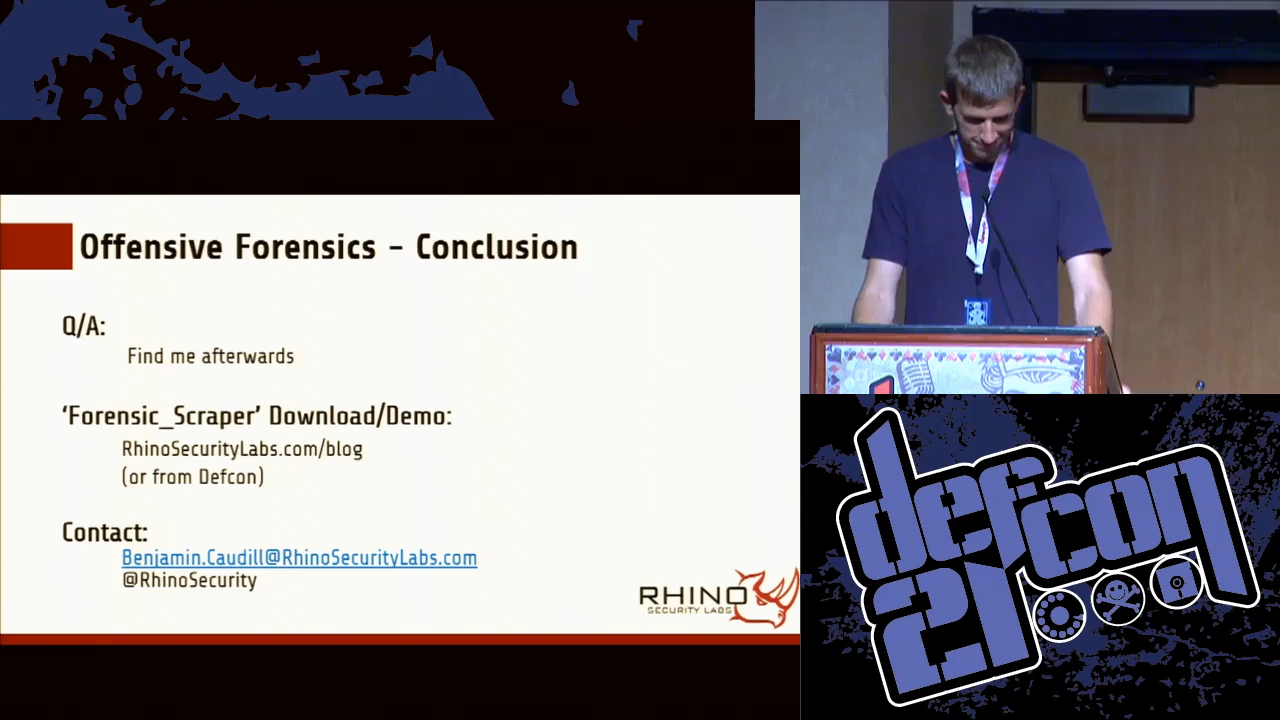 Offensive Forensics - Conclusion
Q/A:
Find me afterwards
‘Forensic_Scraper’ Download/Demo:
RhinoSecurityLabs.com/blog
(or from Defcon)
Contact:
Benjamin.Caudill@RhinoSecurityLabs.com
@RhinoSecurity
RHINO
SECURITY LABS
defcon
21